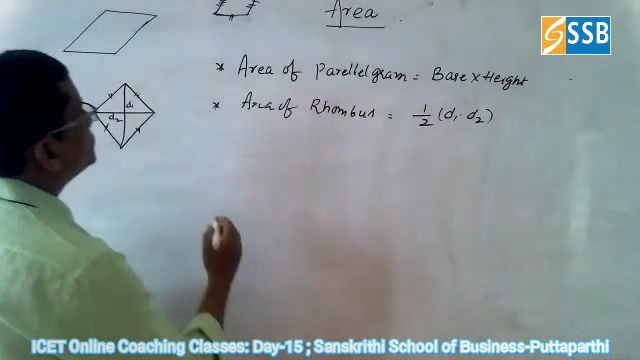 Area
SSB
* Area of Parellelgram = Base x Height
* Area of Rhombus = 1/2 (d1. d2)
d1
d2
ICET Online Coaching Classes: Day-15 ; Sanskrithi School of Business-Puttaparthi